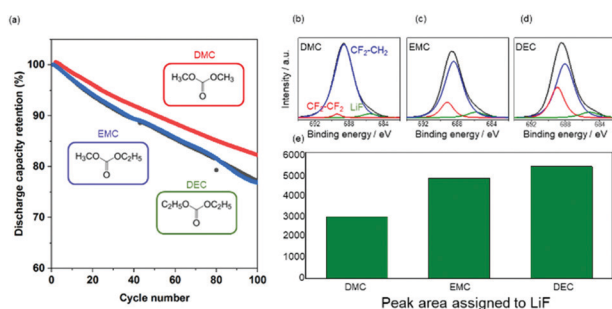 (a)
Discharge capacity retention (%)
100
90
80
70
60
DMC
H₃CO OCH₃
O
EMC
H₃CO OC₂H₅
O
DEC
C₂H₅O OC₂H₅
O
0 20 40 60 80 100
Cycle number
(b)
DMC
CF₂-CH₂
CF₂-CF₂
LiF
Intensity / a.u.
692 688 684
Binding energy / eV
(c)
EMC
692 688 684
Binding energy / eV
(d)
DEC
684
Binding energy / eV
(e)
6000
5000
4000
3000
2000
1000
0
DMC EMC DEC
Peak area assigned to LiF